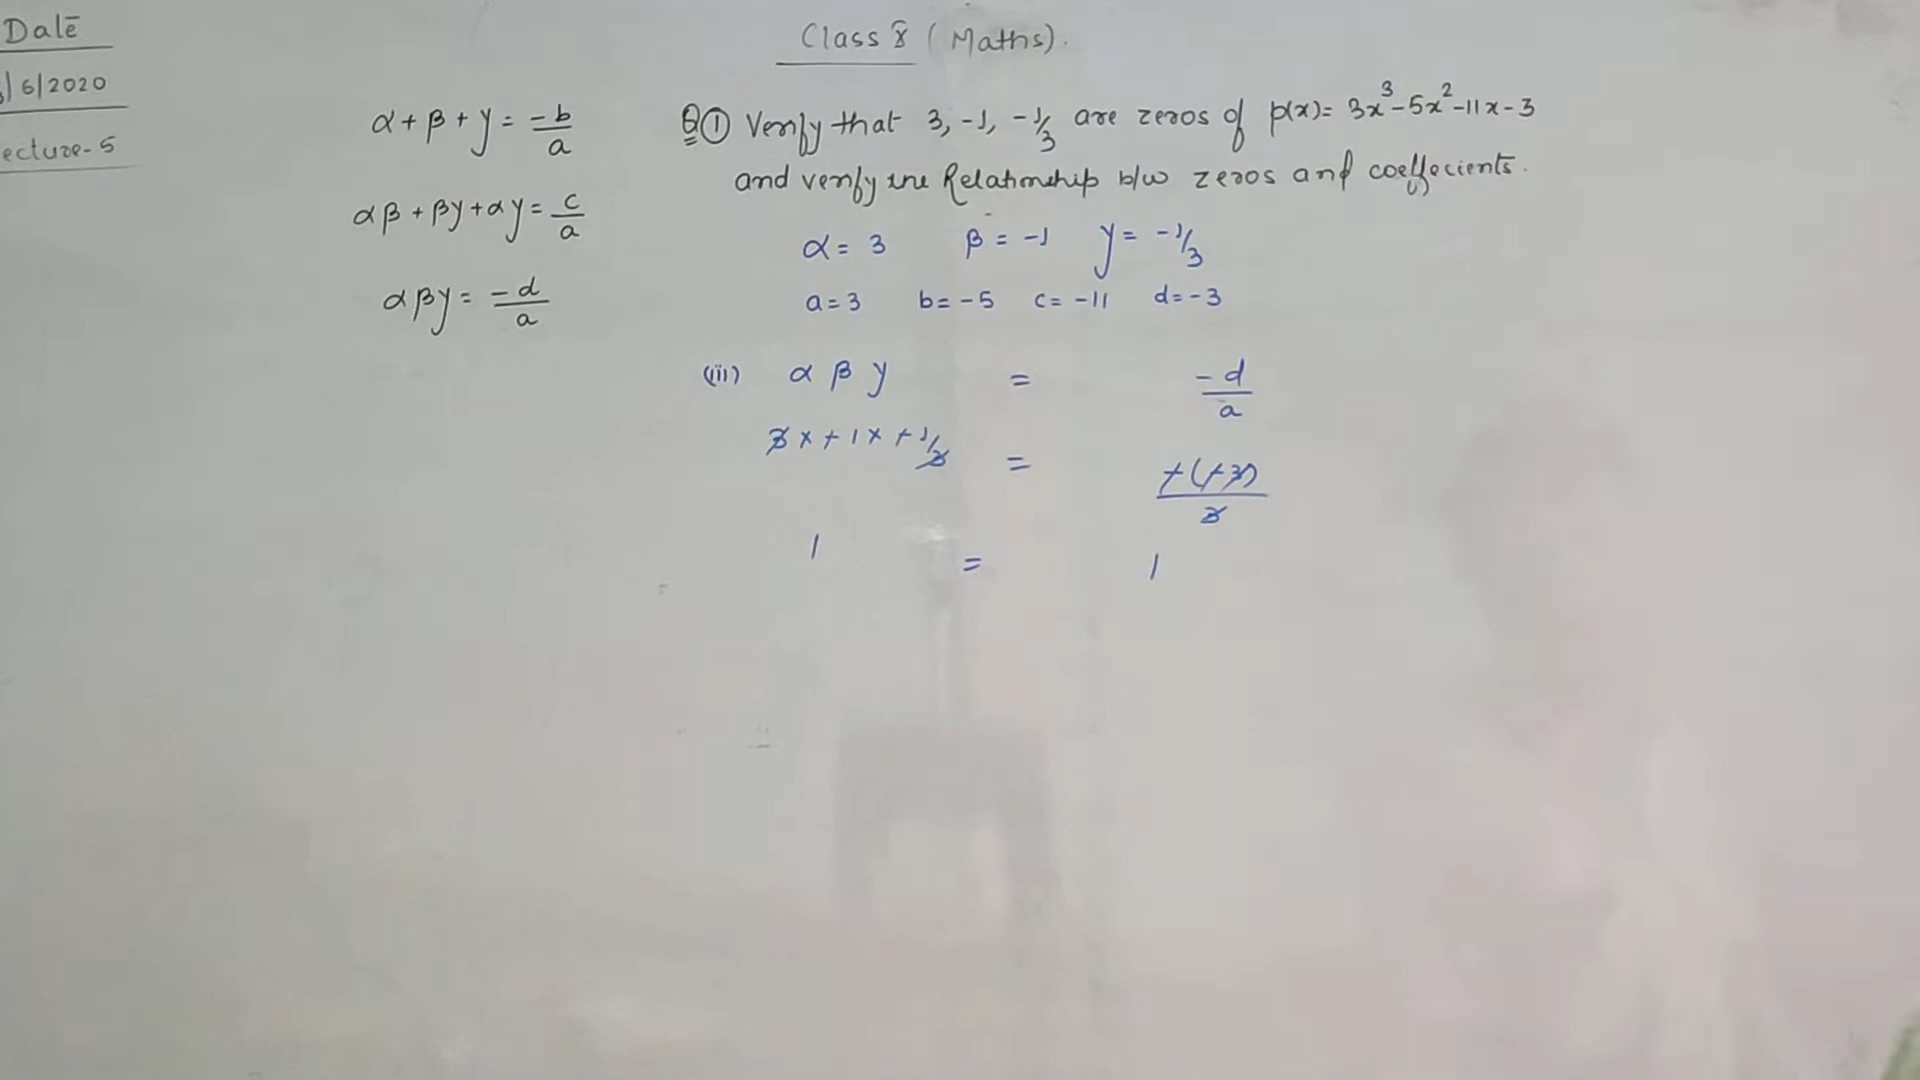 Date
/6/2020
ecture-5
Class X (Maths).
α+β+γ = -b/a
αβ+βγ+αγ = c/a
αβγ = -d/a
Q① Verify that 3, -1, -1/3 are zeros of p(x)= 3x³-5x²-11x-3
and verify the Relationship b/w zeros and coeffecients.
α = 3 β = -1 γ = -1/3
a=3 b=-5 c=-11 d=-3
(iii) αβγ = -d/a
3×+1×+1/3 = +(+3)/3
1 = 1